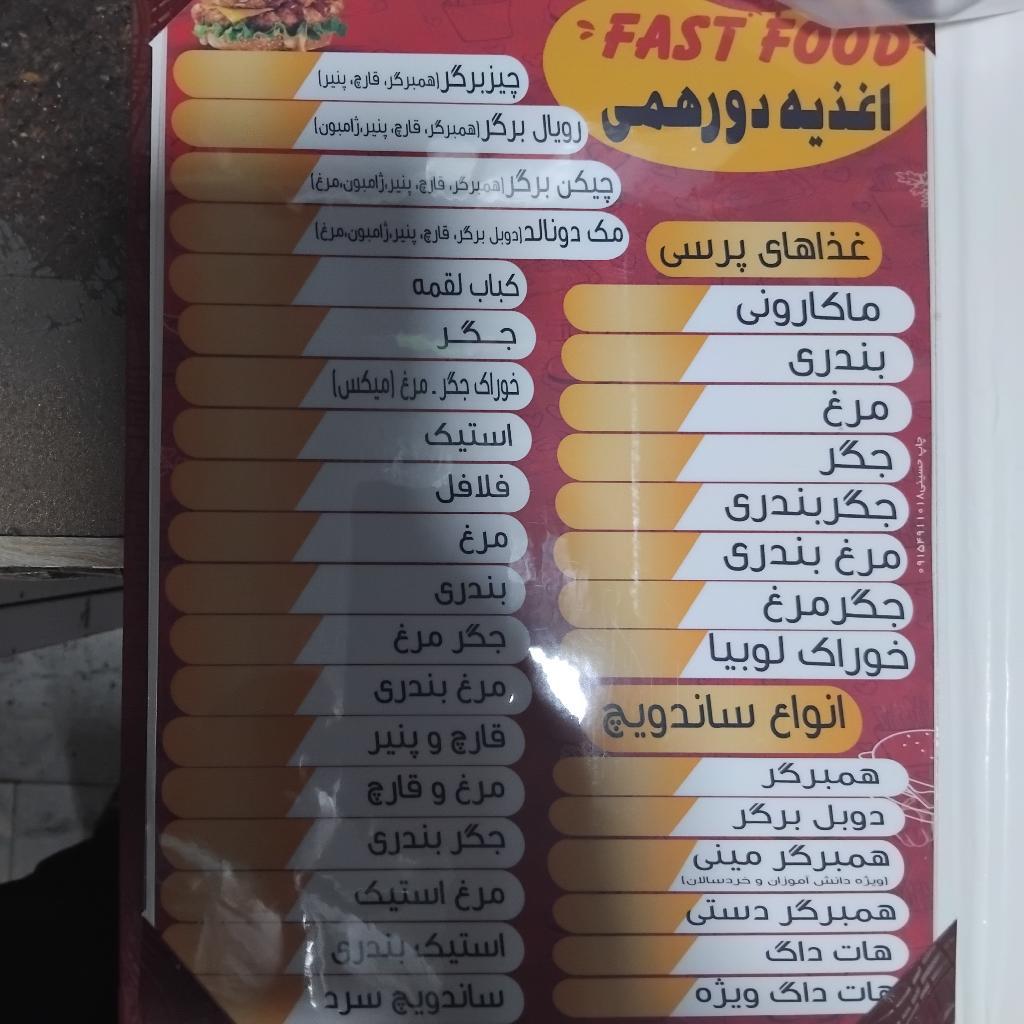 FAST FOOD
اغذیه دورهمی
غذاهای پرسی
ماکارونی
بندری
مرغ
جگر
جگربندری
مرغ بندری
جگرمرغ
خوراک لوبیا
انواع ساندویچ
همبرگر
دوبل برگر
همبرگر مینی
(ویژه دانش آموزان و خردسالان)
همبرگر دستی
هات داگ
هات داگ ویژه
چیزبرگر (همبرگر، قارچ، پنیر)
رویال برگر (همبرگر، قارچ، پنیر،ژامبون)
چیکن برگر (همبرگر، قارچ، پنیر،ژامبون،مرغ)
مک دونالد (دوبل برگر، قارچ، پنیر،ژامبون،مرغ)
کباب لقمه
جـگـر
خوراک جگر . مرغ (میکس)
استیک
فلافل
مرغ
بندری
جگر مرغ
مرغ بندری
قارچ و پنیر
مرغ و قارچ
جگر بندری
مرغ استیک
استیک بندری
ساندویچ سرد
چاپ حسینی ۰۹۱۵۴۹۱۱۰۱۸